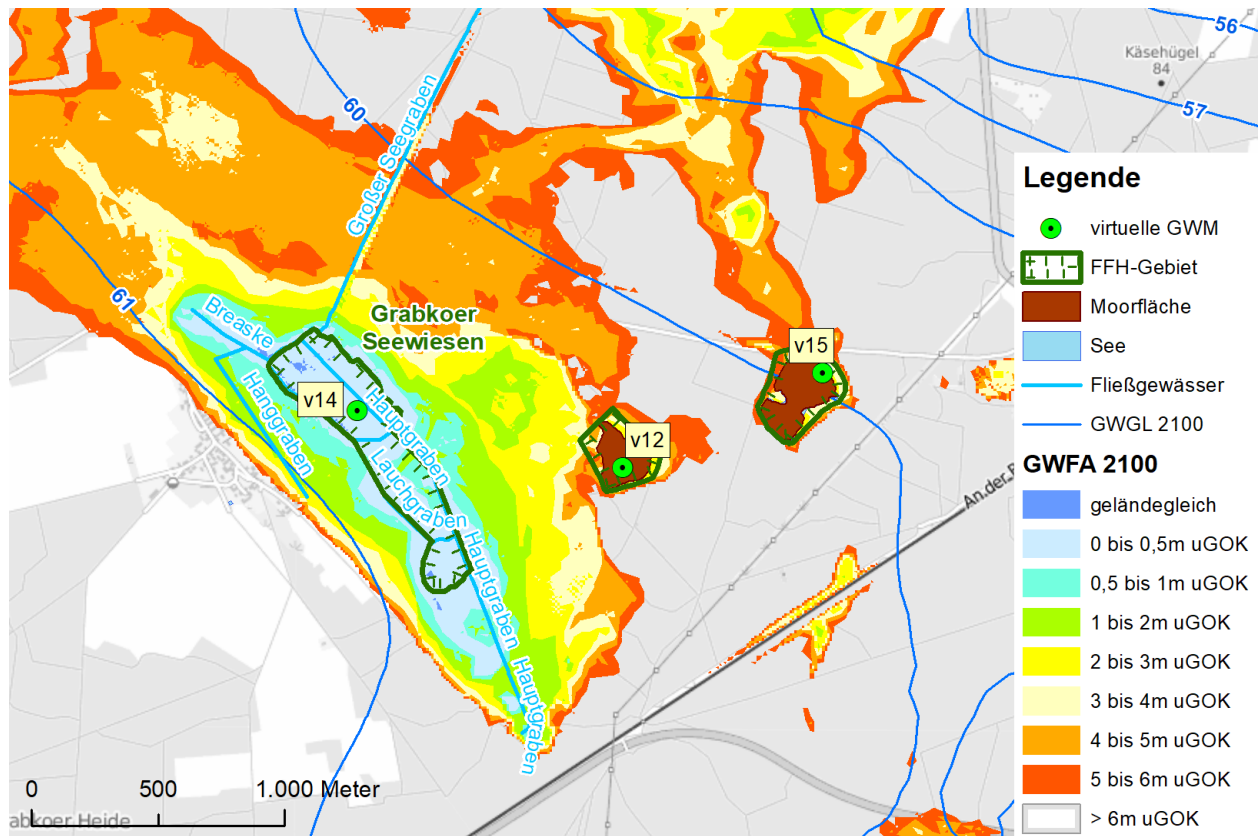 56
Käsehügel
84
57
60
Großer Seegraben
61
Breaske
Grabkoer
Seewiesen
v14
Hanggraben
Hauptgraben
Lauchgraben
Hauptgraben
Hauptgraben
v12
v15
An der B
0 500 1.000 Meter
abkoer Heide
Legende
virtuelle GWM
FFH-Gebiet
Moorfläche
See
Fließgewässer
GWGL 2100
GWFA 2100
geländegleich
0 bis 0,5m uGOK
0,5 bis 1m uGOK
1 bis 2m uGOK
2 bis 3m uGOK
3 bis 4m uGOK
4 bis 5m uGOK
5 bis 6m uGOK
> 6m uGOK